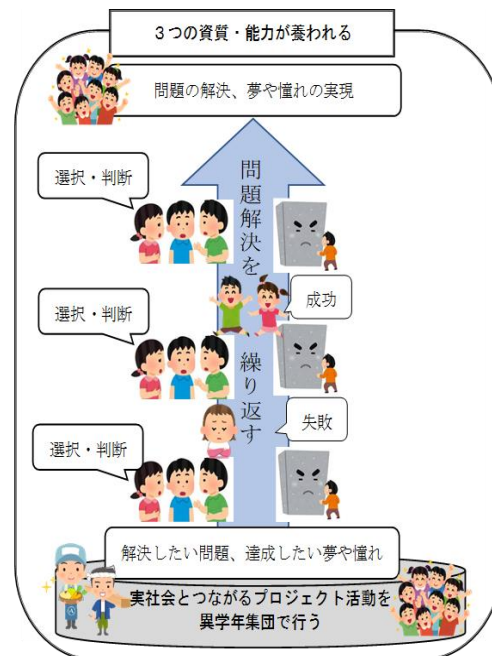 ３つの資質・能力が養われる
問題の解決、夢や憧れの実現
選択・判断
問題解決を
成功
選択・判断
繰り返す
失敗
選択・判断
解決したい問題、達成したい夢や憧れ
実社会とつながるプロジェクト活動を
異学年集団で行う